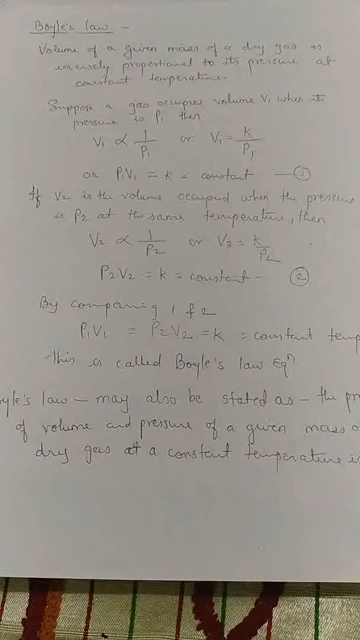 Boyle's law -
Volume of a given mass of a dry gas is
inversely proportional to its pressure at
constant temperature.
Suppose a gas occupies volume V1 when its
pressure is P1 then
V1 ∝ 1/P1 or V1 = K/P1
or P1V1 = K = constant — ①
If V2 is the volume occupied when the pressure
is P2 at the same temperature, then
V2 ∝ 1/P2 or V2 = K/P2
P2V2 = K = constant — ②
By comparing 1 & 2
P1V1 = P2V2 = K = constant temp
This is called Boyle's law Eqn
yle's law — may also be stated as — the pr
of volume and pressure of a given mass o
dry gas at a constant temperature is